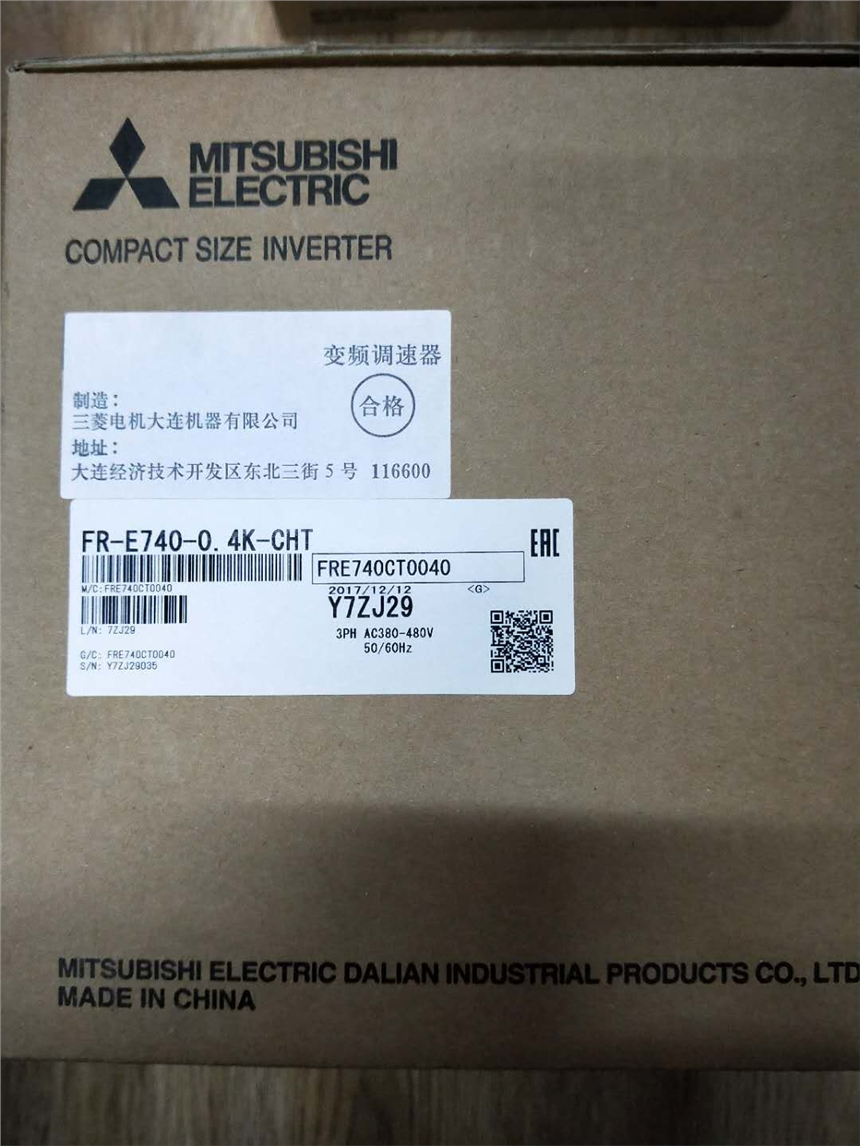 MITSUBISHI
ELECTRIC
COMPACT SIZE INVERTER
变频调速器
制造：
合格
三菱电机大连机器有限公司
地址：
大连经济技术开发区东北三街5号 116600
FR-E740-0.4K-CHT
EAC
FRE740CT0040
M/C:FRE740CT0040
2017/12/12 <G>
Y7ZJ29
L/N: 7ZJ29
3PH AC380-480V
50/60Hz
G/C: FRE740CT0040
S/N: Y7ZJ29035
MITSUBISHI ELECTRIC DALIAN INDUSTRIAL PRODUCTS CO., LTD
MADE IN CHINA